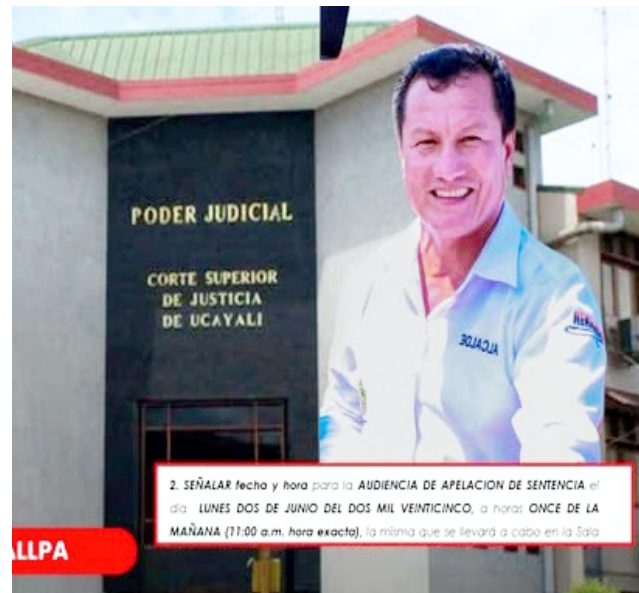 PODER JUDICIAL
CORTE SUPERIOR
DE JUSTICIA
DE UCAYALI
ALCALDE
2. SEÑALAR fecha y hora para la AUDIENCIA DE APELACION DE SENTENCIA el
día LUNES DOS DE JUNIO DEL DOS MIL VEINTICINCO, a horas ONCE DE LA
MAÑANA (11:00 a.m. hora exacta), la misma que se llevará a cabo en la Sala
ALLPA